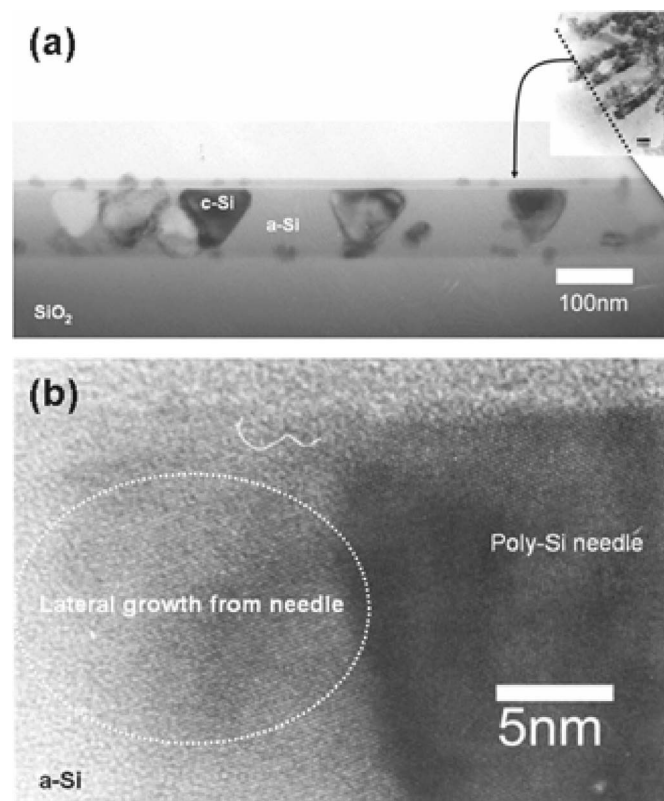 (a)
c-Si
a-Si
SiO₂
100nm
(b)
Poly-Si needle
Lateral growth from needle
5nm
a-Si